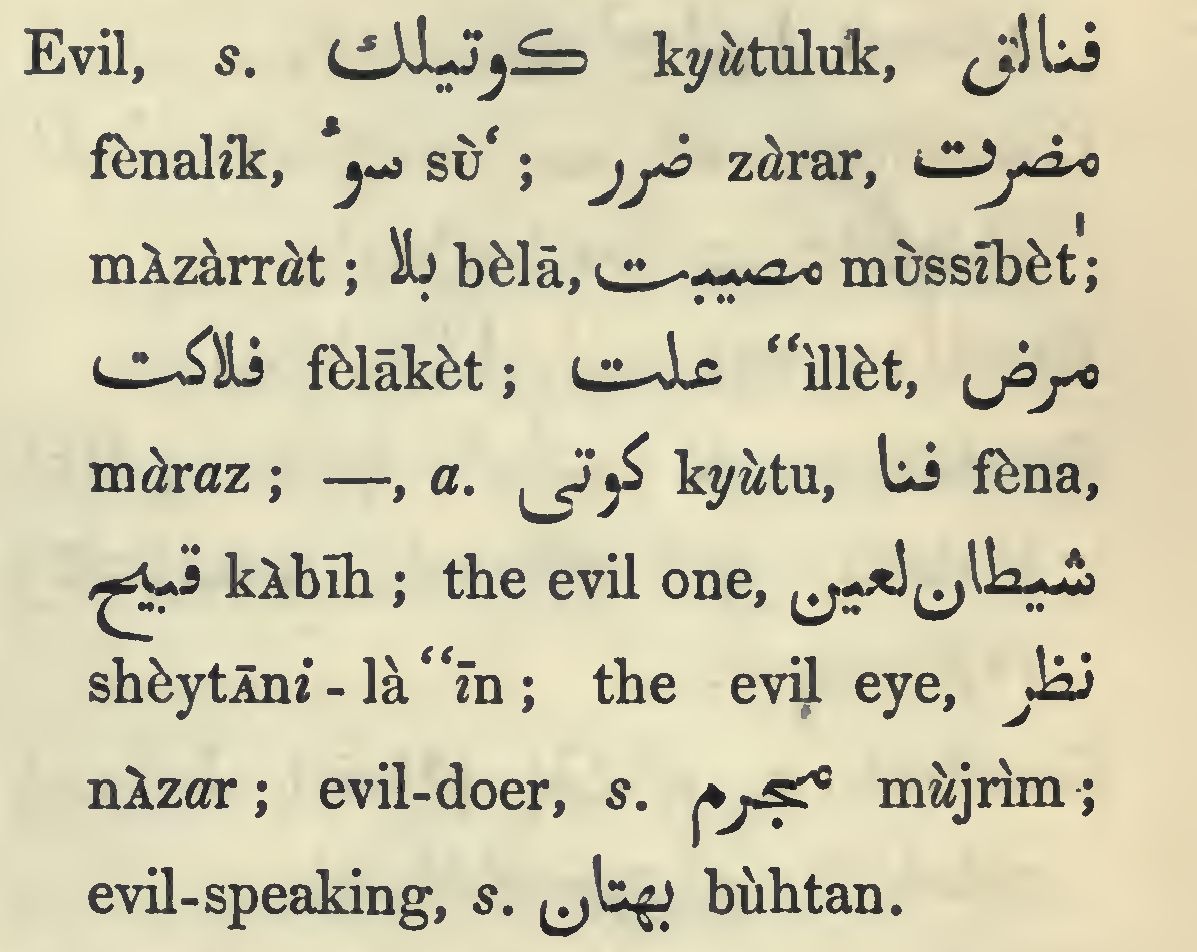 Evil, s. كوتيلك kyùtuluk, فنالق
fènalik, سوء sù‘ ; ضرر zàrar, مضرت
mÀzàrràt ; بلا bèlā, مصيبت mùssībèt ;
فلاكت fèlākèt ; علت “ìllèt, مرض
màraz ; —, a. كوتى kyùtu, فنا fèna,
قبيح kÀbīh ; the evil one, شيطان لعين
shèytĀni - là“īn ; the evil eye, نظر
nÀzar ; evil-doer, s. مجرم mùjrìm ;
evil-speaking, s. بهتان bùhtan.